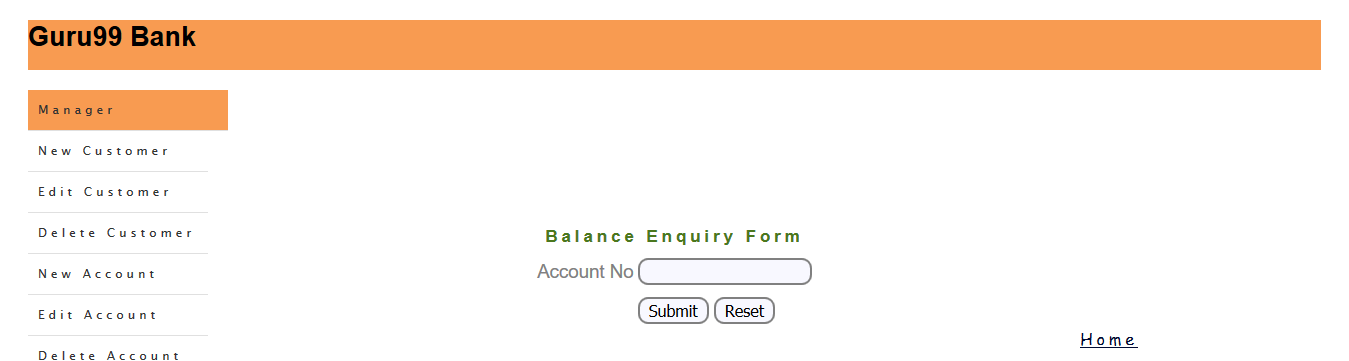 Guru99 Bank
Manager
New Customer
Edit Customer
Delete Customer
New Account
Edit Account
Delete Account
Balance Enquiry Form
Account No
Submit Reset
Home